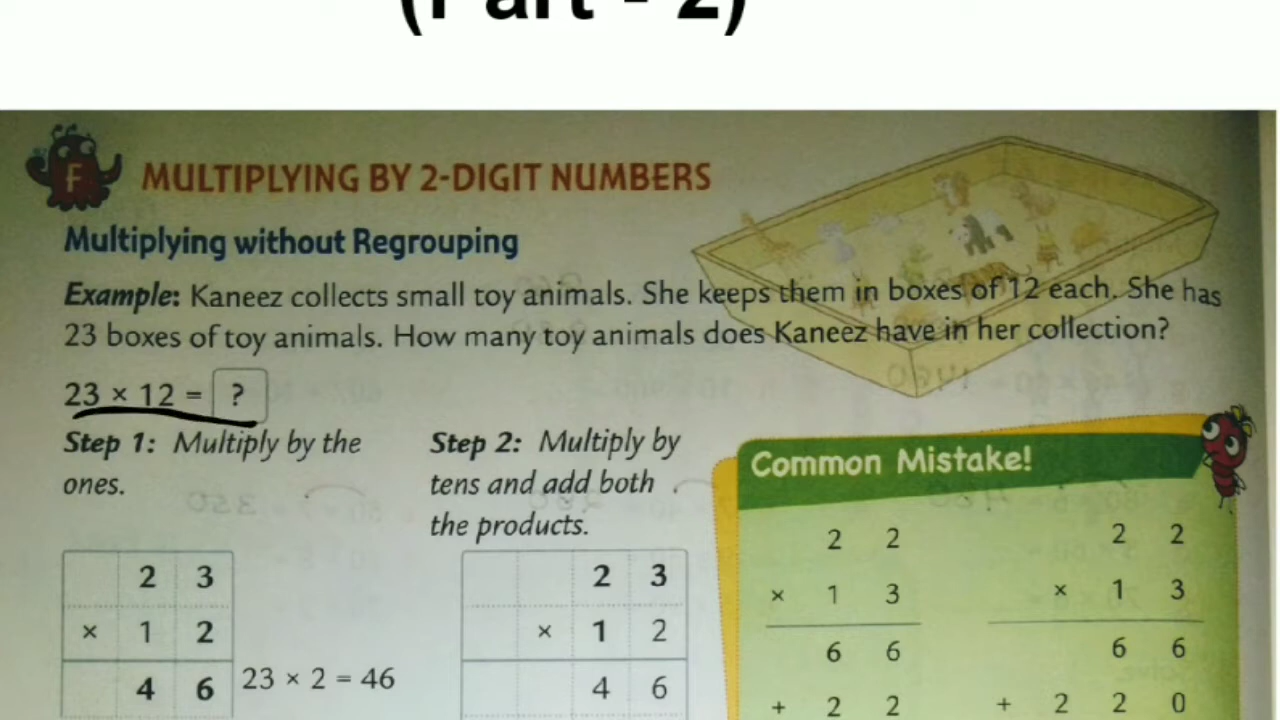 (Part - 2)
F MULTIPLYING BY 2-DIGIT NUMBERS
Multiplying without Regrouping
Example: Kaneez collects small toy animals. She keeps them in boxes of 12 each. She has
23 boxes of toy animals. How many toy animals does Kaneez have in her collection?
23 × 12 = ?
Step 1: Multiply by the
ones.
2 3
× 1 2
4 6 23 × 2 = 46
Step 2: Multiply by
tens and add both
the products.
2 3
× 1 2
4 6
Common Mistake!
2 2
× 1 3
6 6
+ 2 2
2 2
× 1 3
6 6
+ 2 2 0